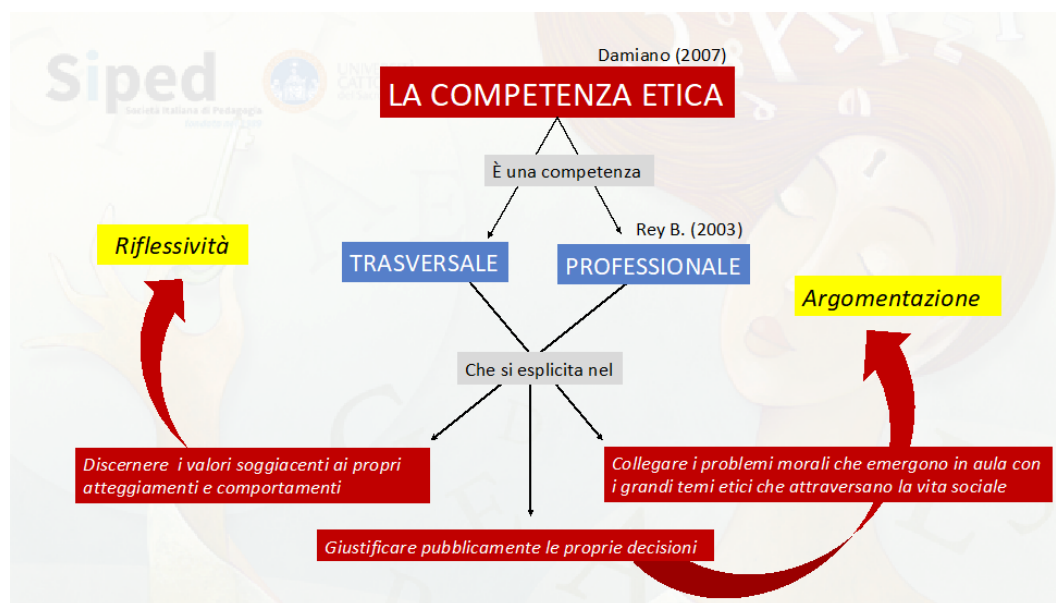 Siped
Società Italiana di Pedagogia
Damiano (2007)
LA COMPETENZA ETICA
È una competenza
Rey B. (2003)
Riflessività
TRASVERSALE
PROFESSIONALE
Argomentazione
Che si esplicita nel
Discernere i valori soggiacenti ai propri
atteggiamenti e comportamenti
Collegare i problemi morali che emergono in aula con
i grandi temi etici che attraversano la vita sociale
Giustificare pubblicamente le proprie decisioni